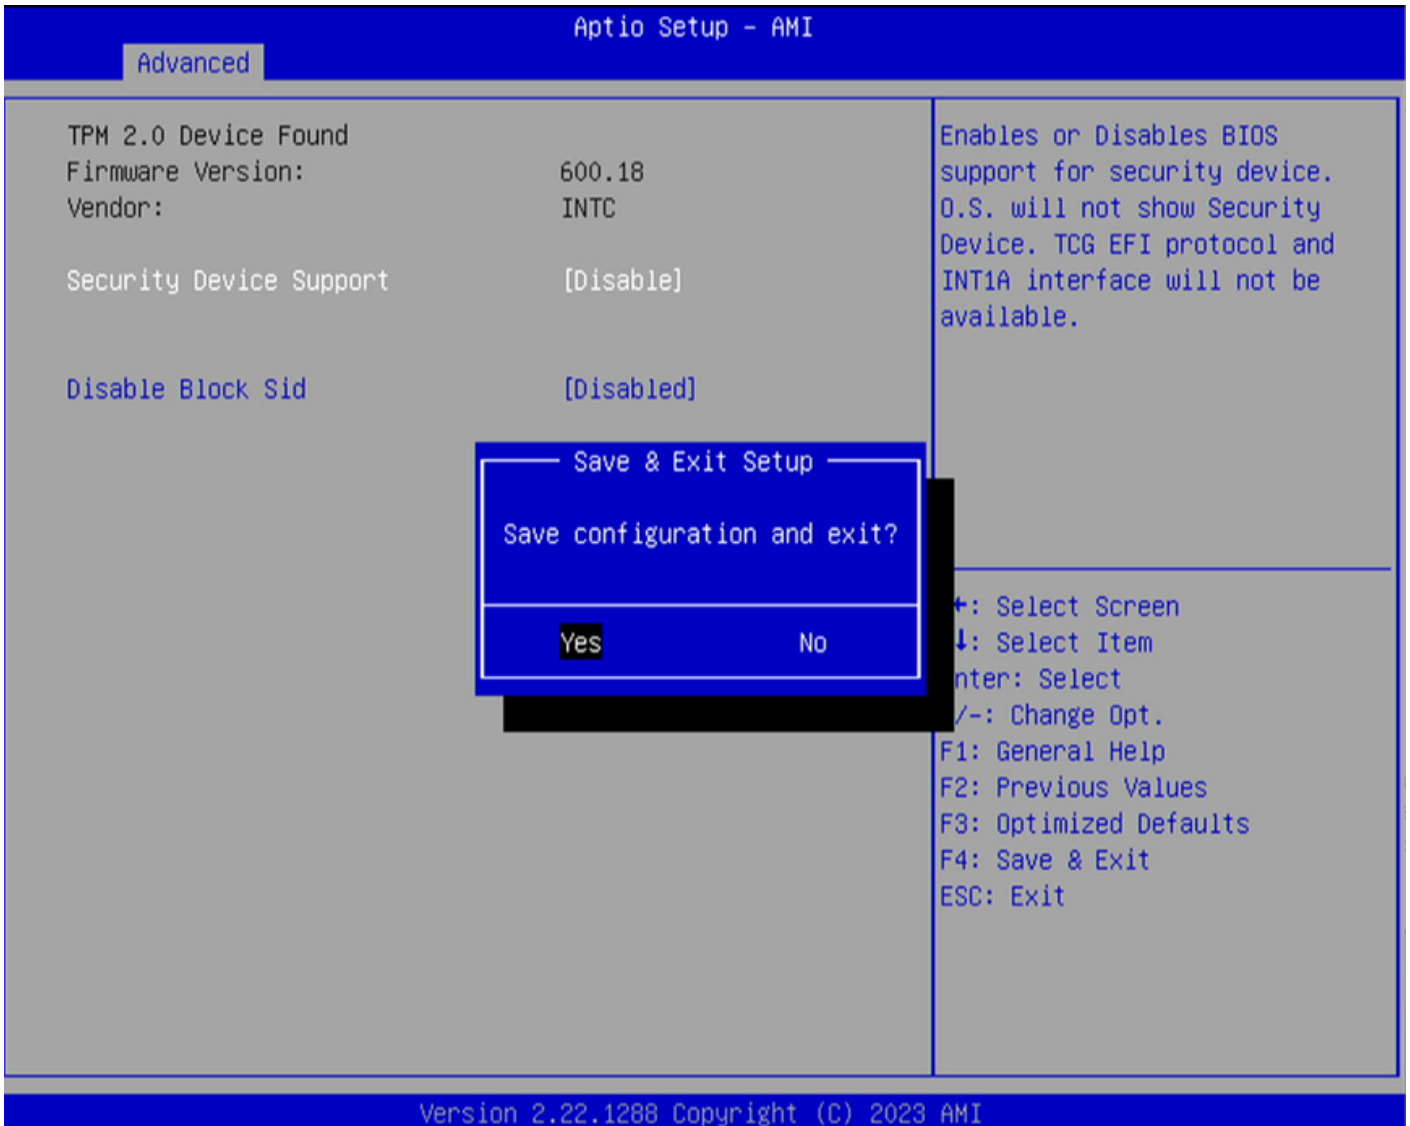 Aptio Setup – AMI
Advanced
TPM 2.0 Device Found
Firmware Version: 600.18
Vendor: INTC
Security Device Support [Disable]
Disable Block Sid [Disabled]
Enables or Disables BIOS
support for security device.
O.S. will not show Security
Device. TCG EFI protocol and
INT1A interface will not be
available.
Save & Exit Setup
Save configuration and exit?
Yes No
←: Select Screen
↓: Select Item
nter: Select
/–: Change Opt.
F1: General Help
F2: Previous Values
F3: Optimized Defaults
F4: Save & Exit
ESC: Exit
Version 2.22.1288 Copyright (C) 2023 AMI